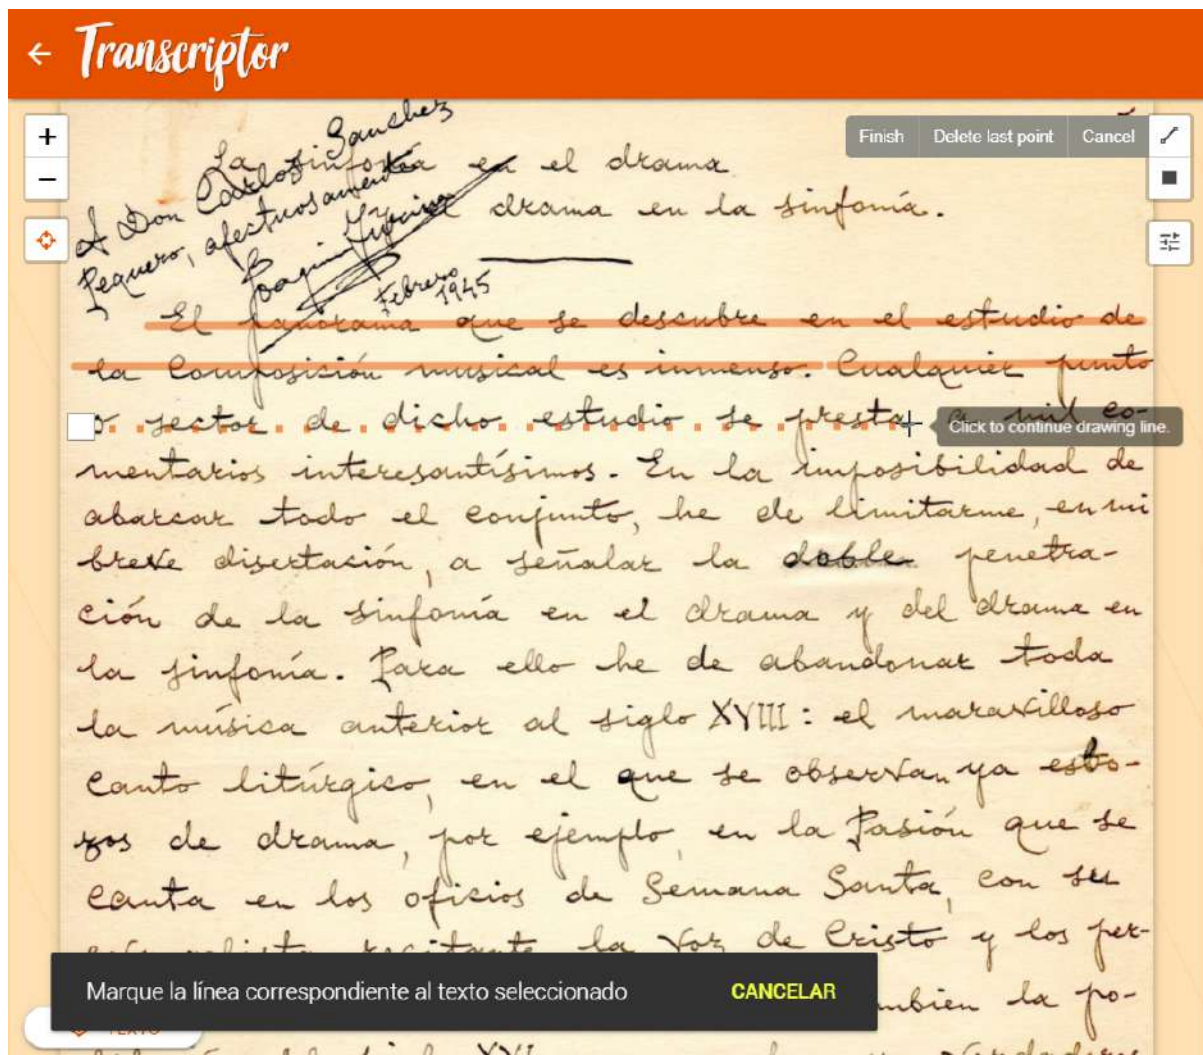 Transcriptor
Finish Delete last point Cancel
+
−
La sinfonía en el drama
drama en la sinfonía.
A Don Carlos Sanchez
Pequero, afectuosamente
Joaquin
Febrero
1945
El panorama que se descubre en el estudio de
la composición musical es inmenso. Cualquier punto
o sector de dicho estudio se presta a mil co-
Click to continue drawing line.
mentarios interesantísimos. En la imposibilidad de
abarcar todo el conjunto, he de limitarme, en mi
breve disertación, a señalar la doble penetra-
ción de la sinfonía en el drama y del drama en
la sinfonía. Para ello he de abandonar toda
la música anterior al siglo XVIII: el maravilloso
canto litúrgico, en el que se observan ya esbo-
zos de drama, por ejemplo, en la Pasión que se
canta en los oficios de Semana Santa, con su
recitante la voz de Cristo y los per-
Marque la línea correspondiente al texto seleccionado CANCELAR
ambien la po-
TEXTO
XVI